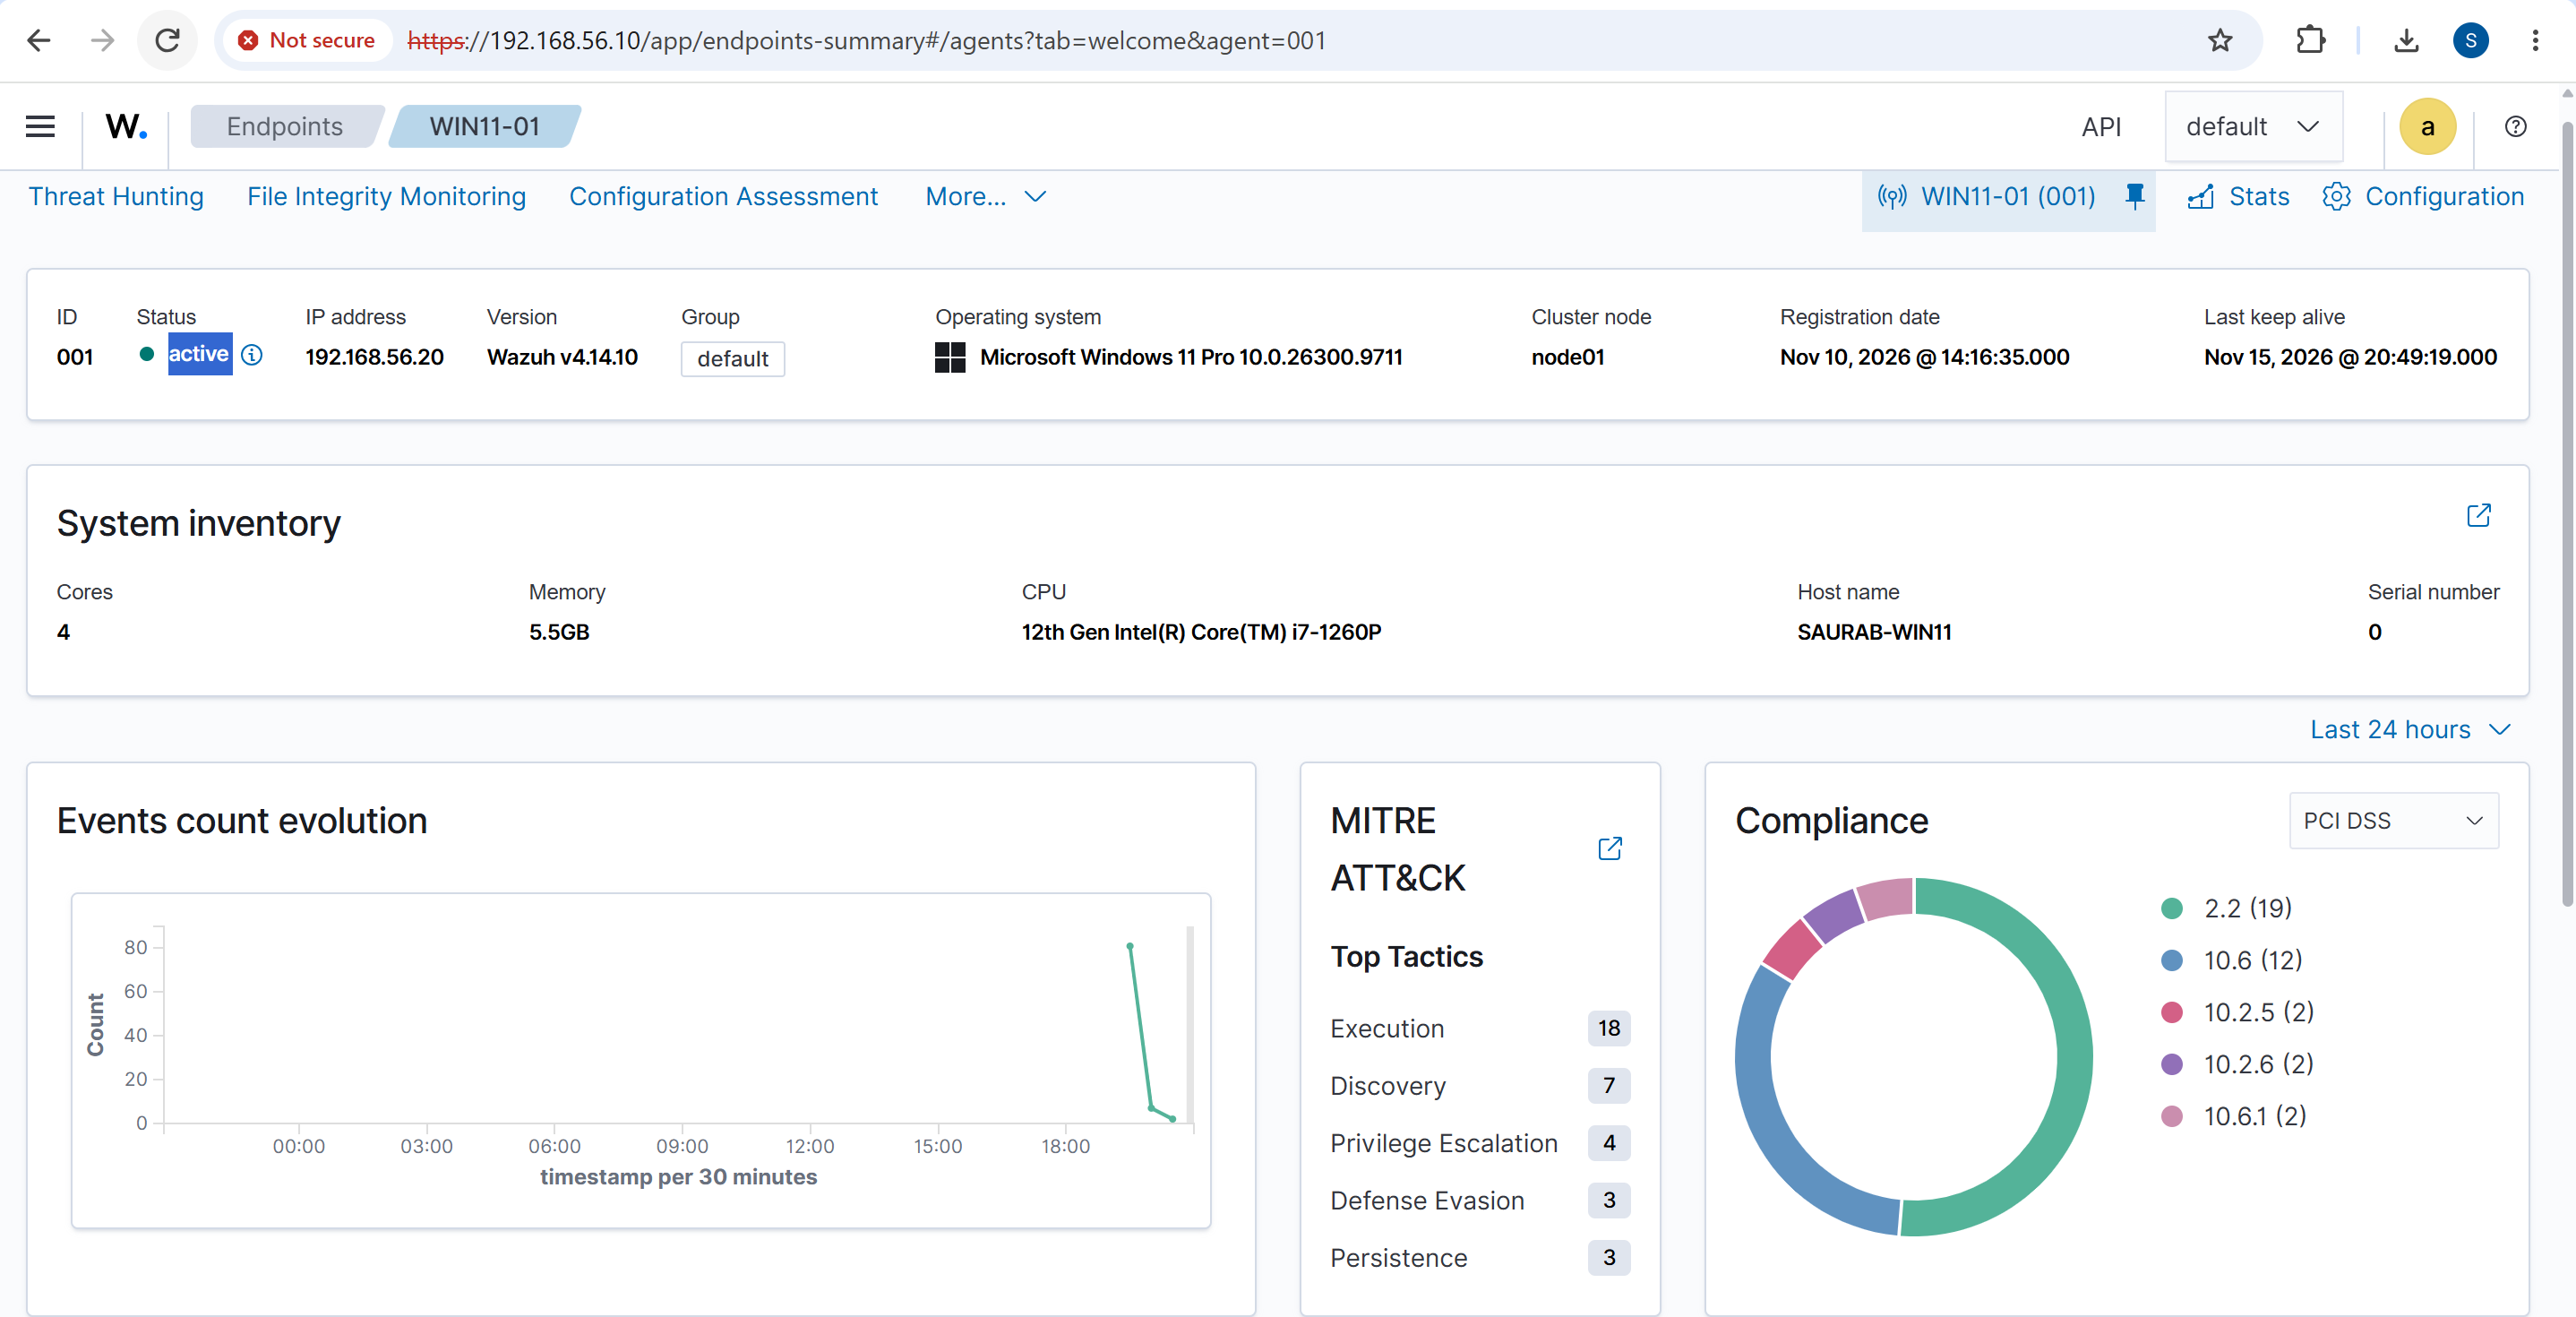 Not secure https://192.168.56.10/app/endpoints-summary#/agents?tab=welcome&agent=001 S
W. Endpoints WIN11-01 API default a
Threat Hunting File Integrity Monitoring Configuration Assessment More... WIN11-01 (001) Stats Configuration
ID Status IP address Version Group Operating system Cluster node Registration date Last keep alive
001 active 192.168.56.20 Wazuh v4.14.10 default Microsoft Windows 11 Pro 10.0.26300.9711 node01 Nov 10, 2026 @ 14:16:35.000 Nov 15, 2026 @ 20:49:19.000
System inventory
Cores Memory CPU Host name Serial number
4 5.5GB 12th Gen Intel(R) Core(TM) i7-1260P SAURAB-WIN11 0
Last 24 hours
Events count evolution
80
60
40
20
0
Count
00:00 03:00 06:00 09:00 12:00 15:00 18:00
timestamp per 30 minutes
MITRE
ATT&CK
Top Tactics
Execution 18
Discovery 7
Privilege Escalation 4
Defense Evasion 3
Persistence 3
Compliance PCI DSS
2.2 (19)
10.6 (12)
10.2.5 (2)
10.2.6 (2)
10.6.1 (2)